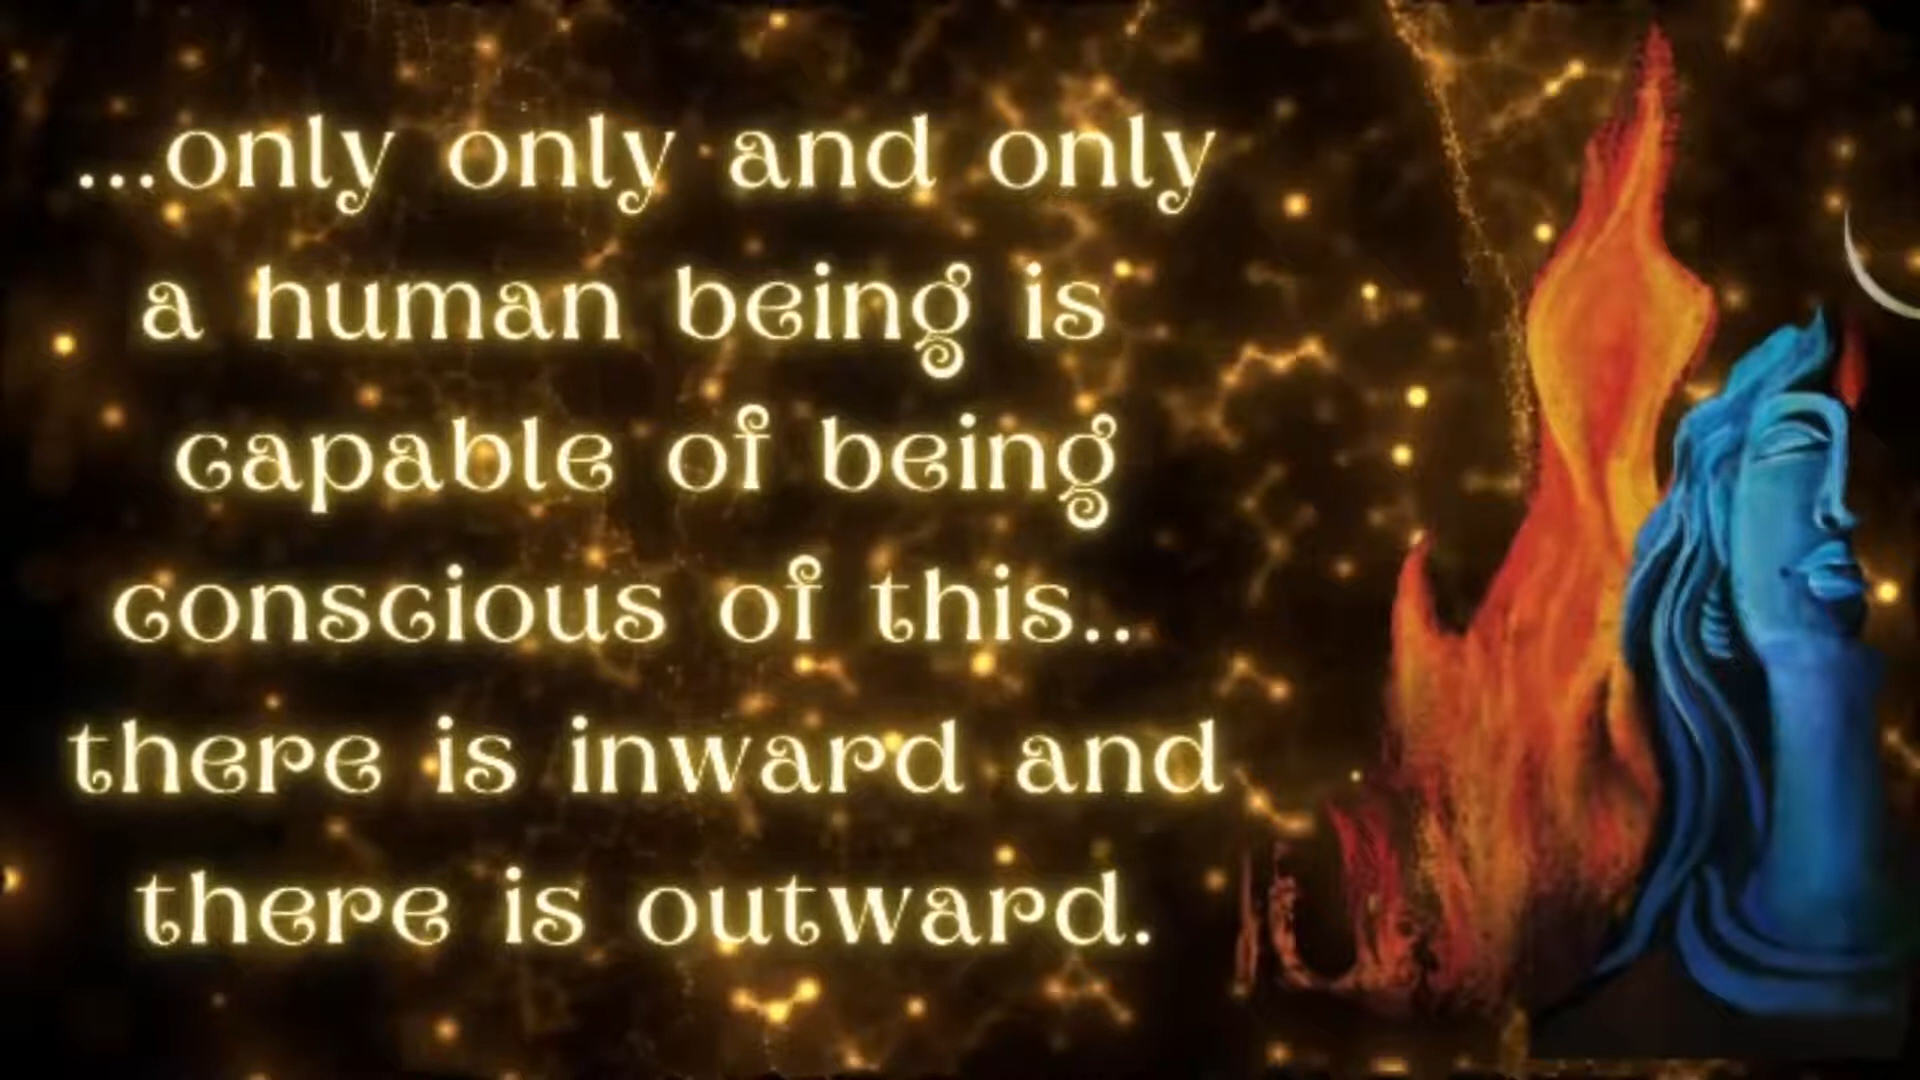 ...only only and only
a human being is
capable of being
conscious of this..
there is inward and
there is outward.